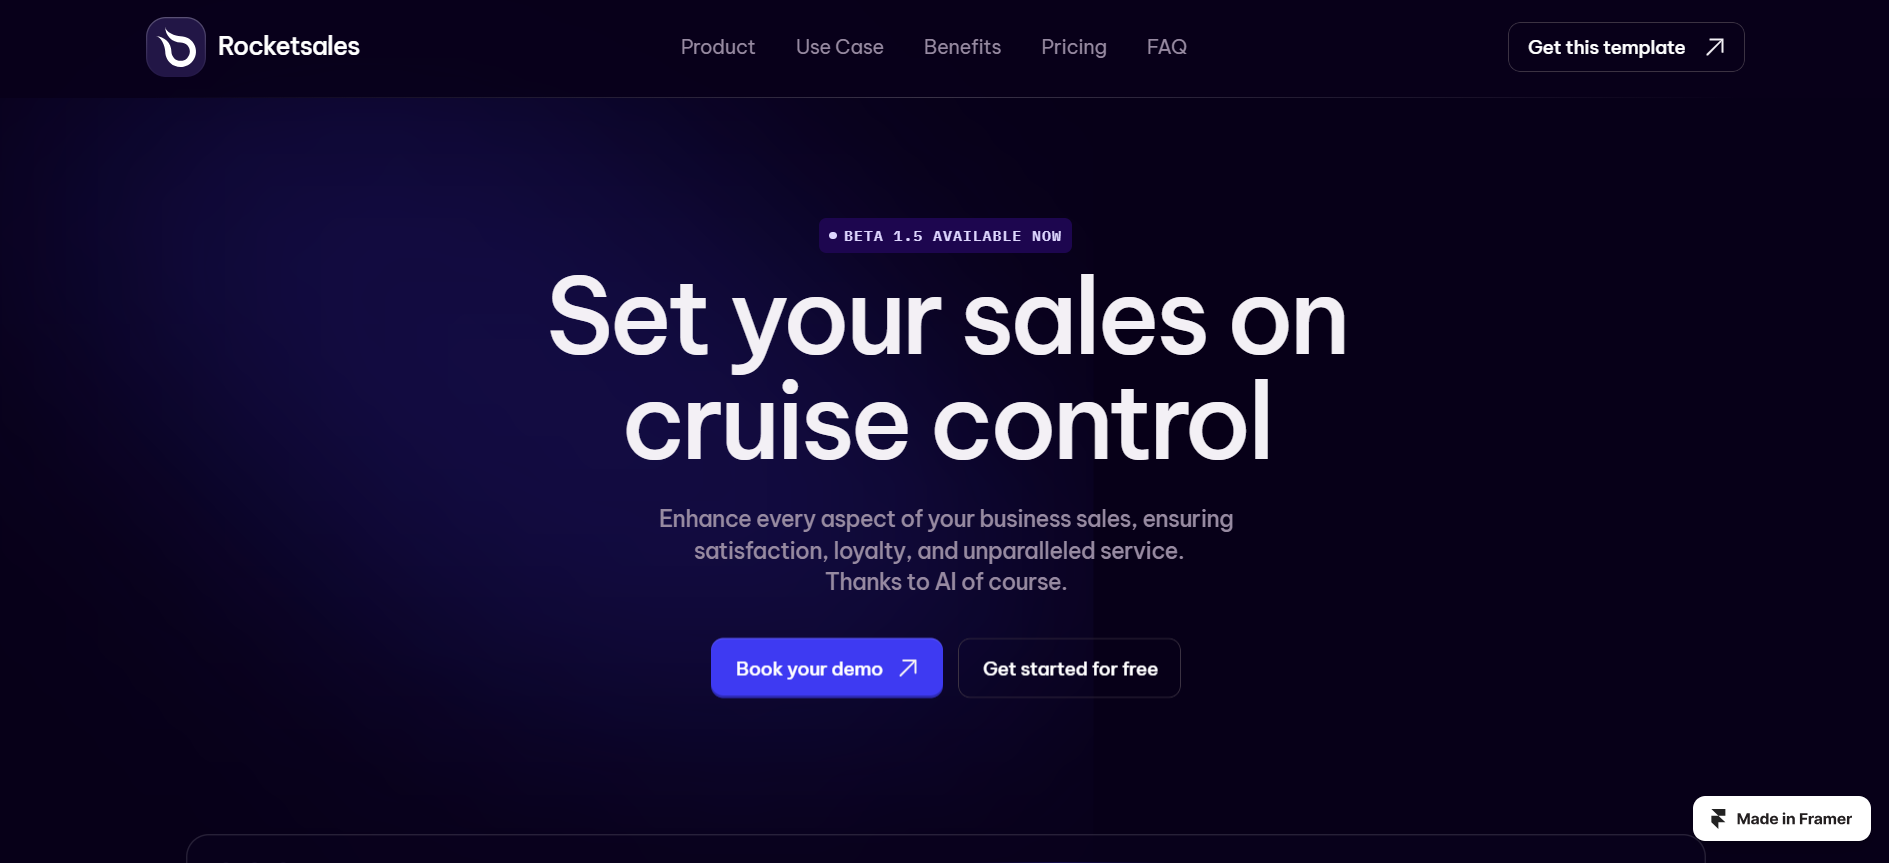 Rocketsales
Product
Use Case
Benefits
Pricing
FAQ
Get this template
BETA 1.5 AVAILABLE NOW
Set your sales on
cruise control
Enhance every aspect of your business sales, ensuring
satisfaction, loyalty, and unparalleled service.
Thanks to AI of course.
Book your demo
Get started for free
Made in Framer